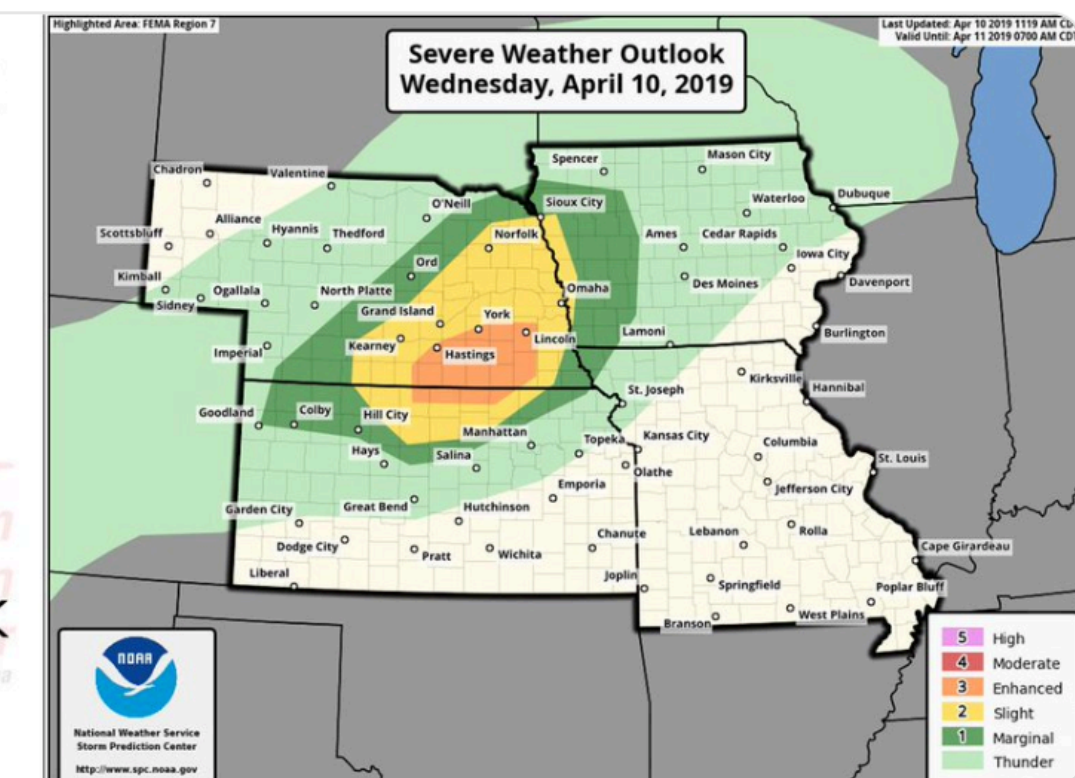 Highlighted Area: FEMA Region 7
Last Updated: Apr 10 2019 1119 AM CD
Valid Until: Apr 11 2019 0700 AM CDT
Severe Weather Outlook
Wednesday, April 10, 2019
Chadron
Valentine
Spencer
Mason City
O'Neill
Sioux City
Waterloo
Dubuque
Alliance
Scottsbluff
Hyannis
Thedford
Norfolk
Ames
Cedar Rapids
Iowa City
Ord
Kimball
Sidney
Ogallala
North Platte
Omaha
Des Moines
Davenport
Grand Island
York
Lincoln
Lamoni
Burlington
Imperial
Kearney
Hastings
Kirksville
Hannibal
St. Joseph
Goodland
Colby
Hill City
Manhattan
Topeka
Kansas City
Columbia
St. Louis
Hays
Salina
Olathe
Emporia
Jefferson City
Garden City
Great Bend
Hutchinson
Chanute
Lebanon
Rolla
Dodge City
Pratt
Wichita
Cape Girardeau
Liberal
Joplin
Springfield
Poplar Bluff
Branson
West Plains
5 High
4 Moderate
3 Enhanced
2 Slight
1 Marginal
Thunder
NOAA
National Weather Service
Storm Prediction Center
http://www.spc.noaa.gov